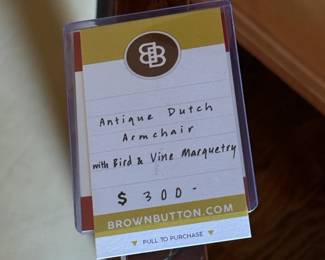 BB
Antique Dutch
Armchair
with Bird & Vine Marquetry
$ 300-
BROWNBUTTON.COM
PULL TO PURCHASE